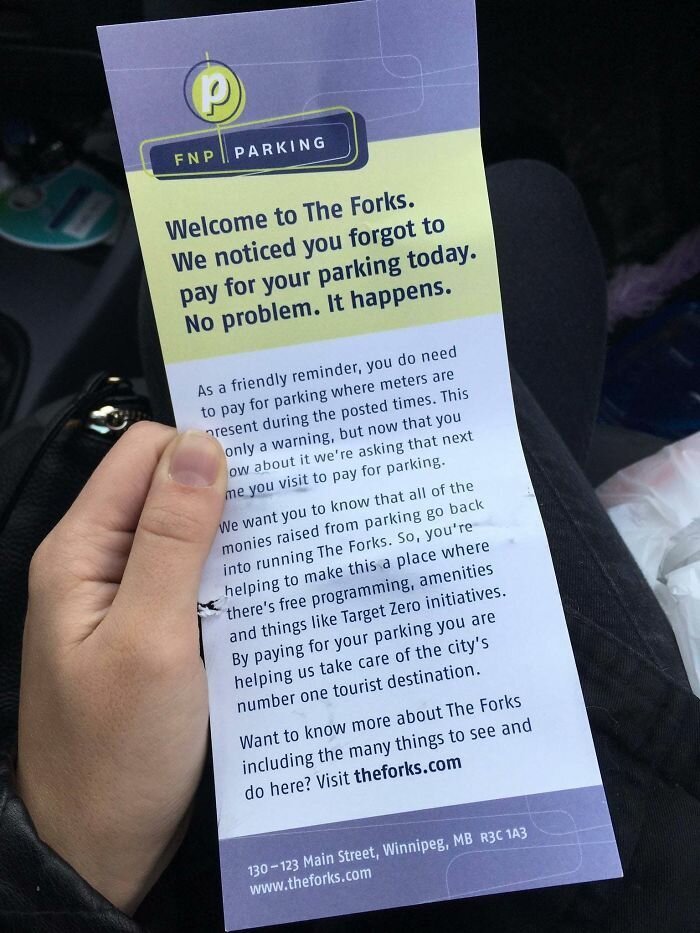 p
FNP PARKING
Welcome to The Forks.
We noticed you forgot to
pay for your parking today.
No problem. It happens.
As a friendly reminder, you do need
to pay for parking where meters are
present during the posted times. This
only a warning, but now that you
ow about it we're asking that next
me you visit to pay for parking.
We want you to know that all of the
monies raised from parking go back
into running The Forks. So, you're
helping to make this a place where
there's free programming, amenities
and things like Target Zero initiatives.
By paying for your parking you are
helping us take care of the city's
number one tourist destination.
Want to know more about The Forks
including the many things to see and
do here? Visit theforks.com
130–123 Main Street, Winnipeg, MB R3C 1A3
www.theforks.com